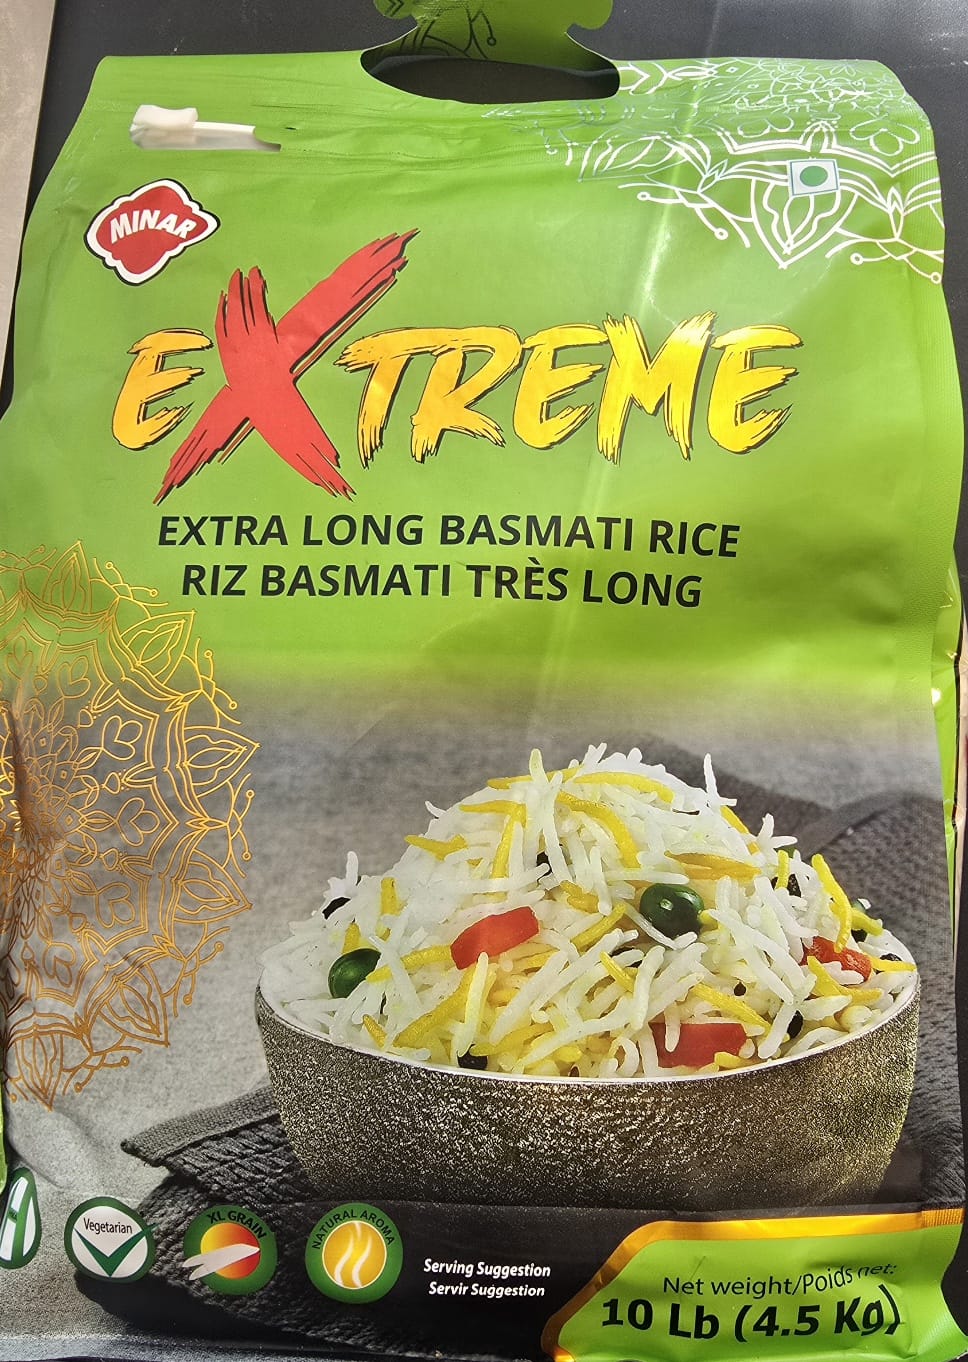 MINAR
EXTREME
EXTRA LONG BASMATI RICE
RIZ BASMATI TRÈS LONG
Vegetarian
XL GRAIN
NATURAL AROMA
Serving Suggestion
Servir Suggestion
Net weight/Poids net:
10 Lb (4.5 Kg)